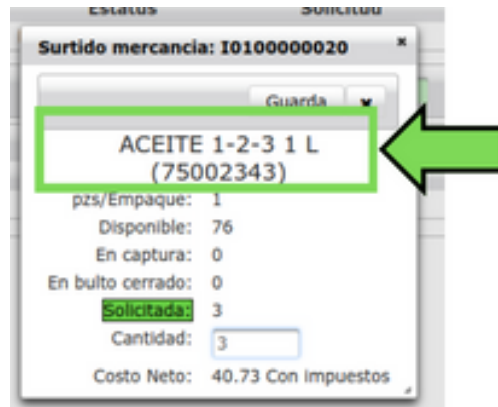 Estatus Solicitud
Surtido mercancia: I0100000020 ×
Guarda ×
ACEITE 1-2-3 1 L
(75002343)
pzs/Empaque: 1
Disponible: 76
En captura: 0
En bulto cerrado: 0
Solicitada: 3
Cantidad: 3
Costo Neto: 40.73 Con impuestos